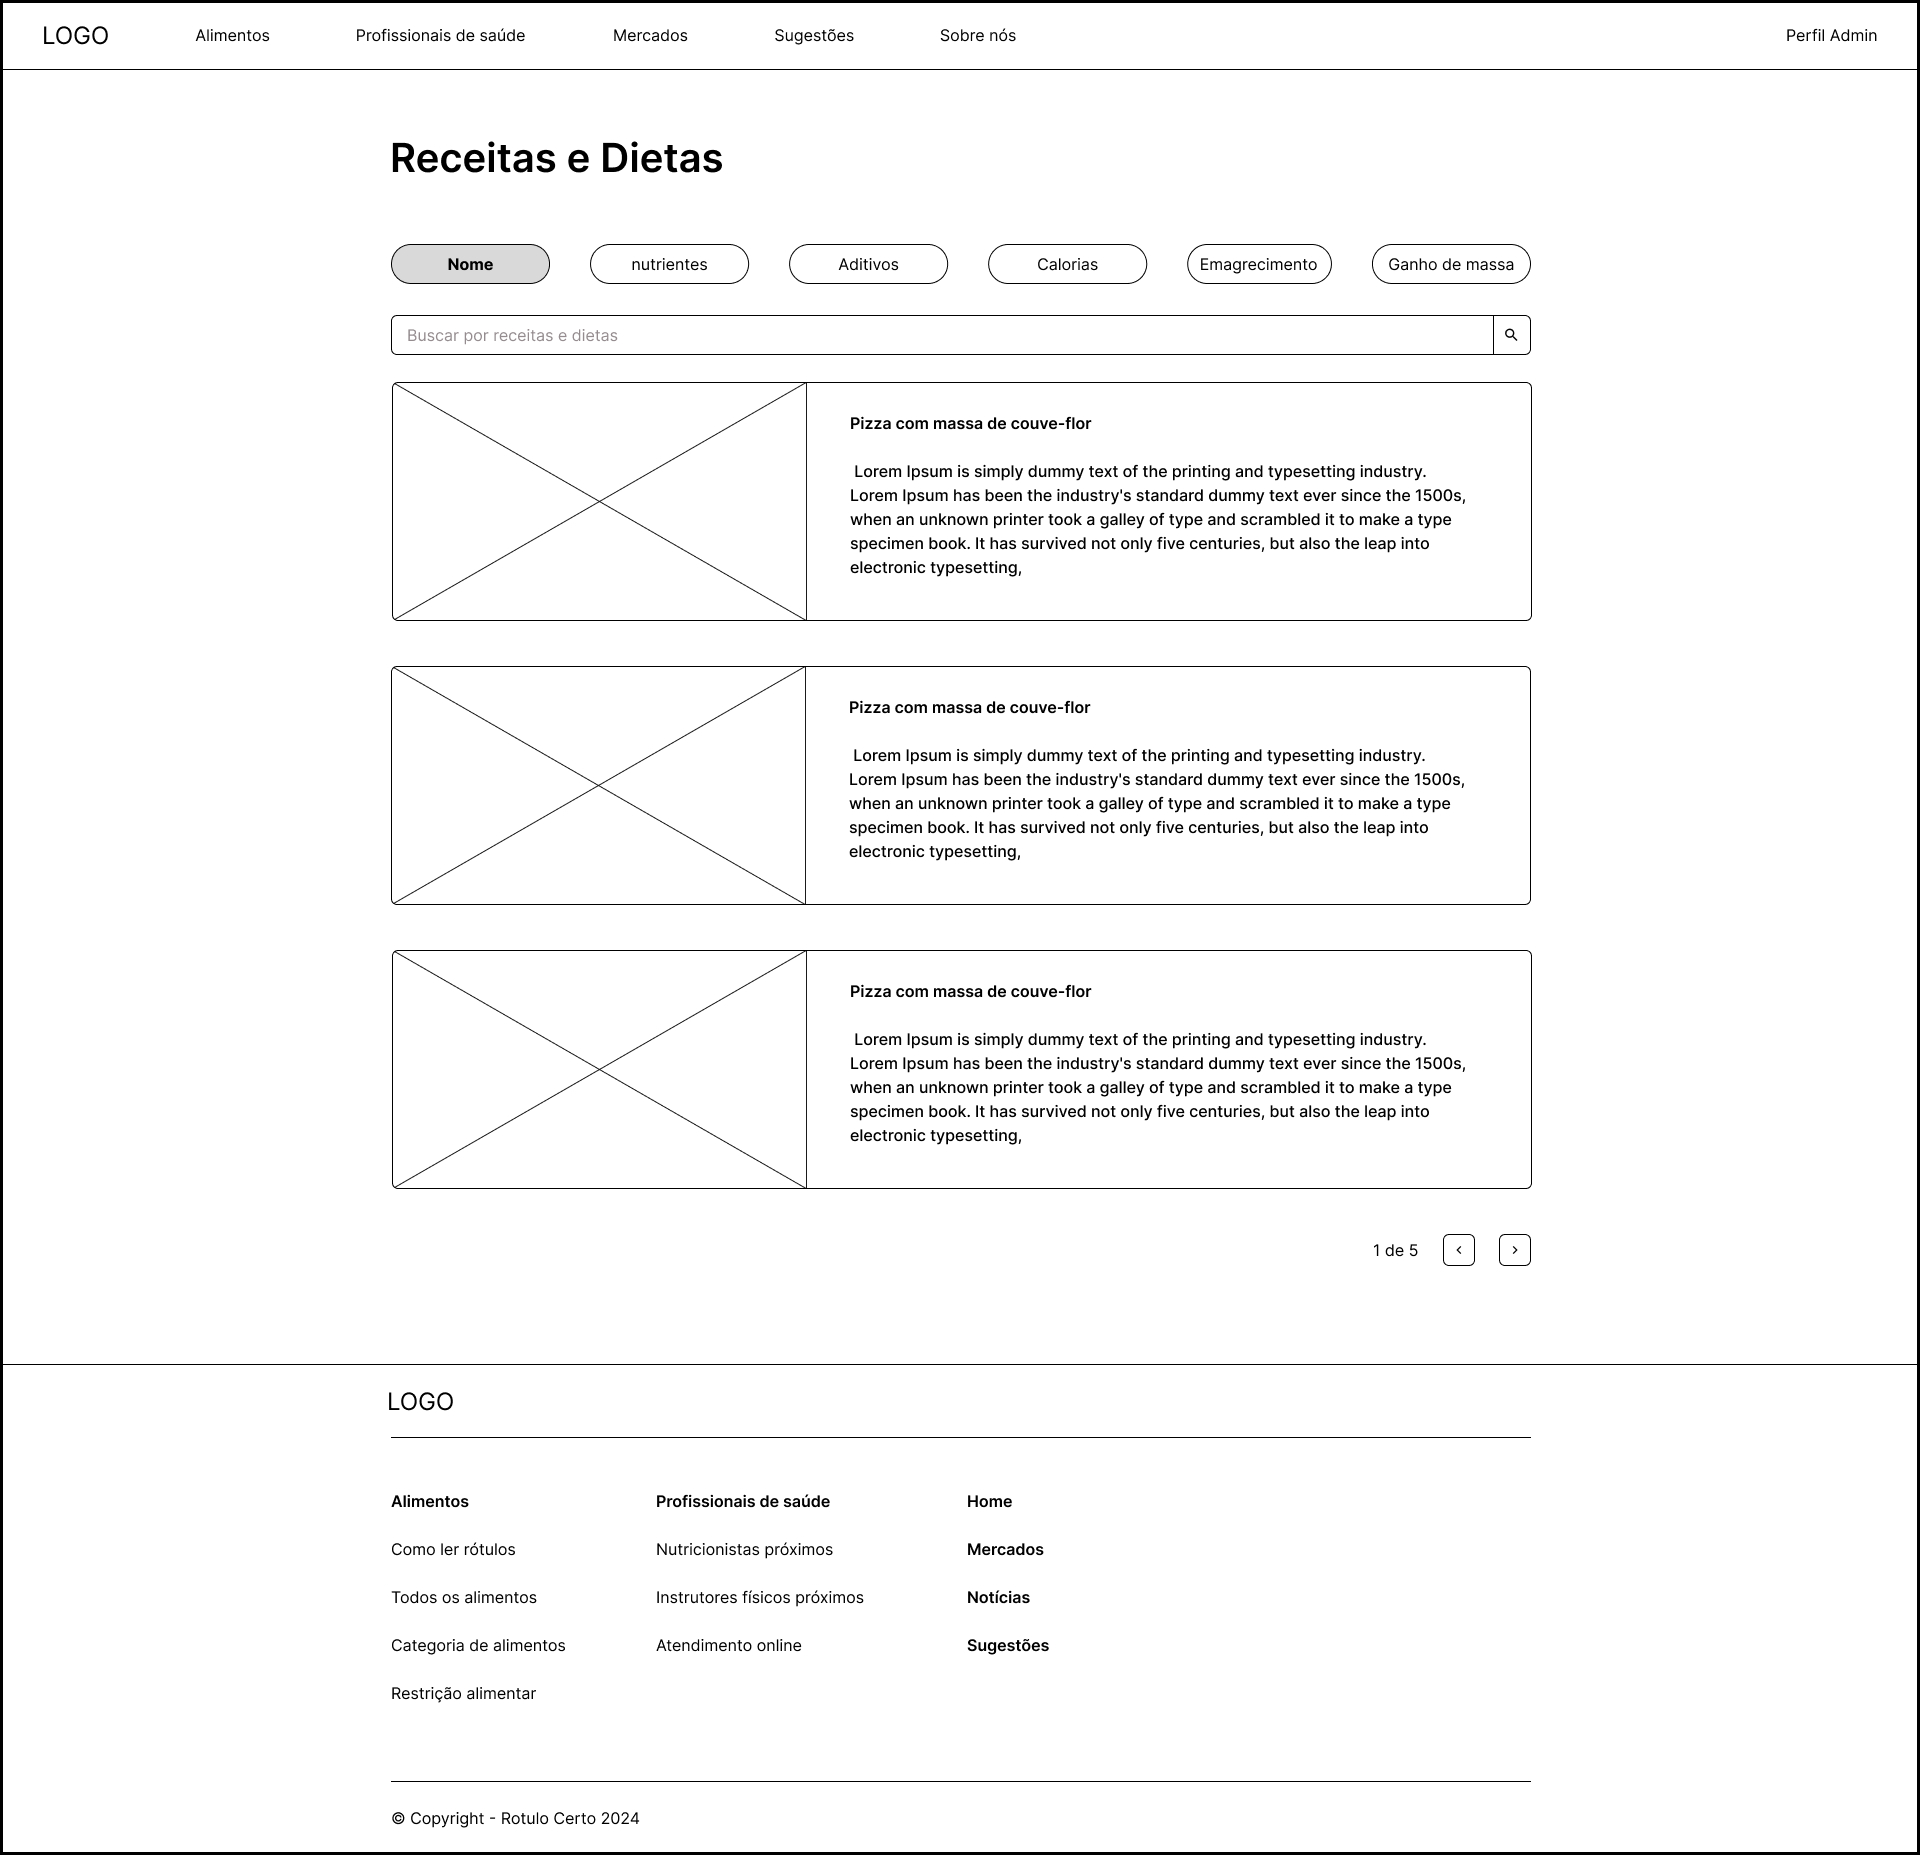 LOGO
Alimentos
Profissionais de saúde
Mercados
Sugestões
Sobre nós
Perfil Admin
Receitas e Dietas
Nome
nutrientes
Aditivos
Calorias
Emagrecimento
Ganho de massa
Buscar por receitas e dietas
Pizza com massa de couve-flor
Lorem Ipsum is simply dummy text of the printing and typesetting industry.
Lorem Ipsum has been the industry's standard dummy text ever since the 1500s,
when an unknown printer took a galley of type and scrambled it to make a type
specimen book. It has survived not only five centuries, but also the leap into
electronic typesetting,
Pizza com massa de couve-flor
Lorem Ipsum is simply dummy text of the printing and typesetting industry.
Lorem Ipsum has been the industry's standard dummy text ever since the 1500s,
when an unknown printer took a galley of type and scrambled it to make a type
specimen book. It has survived not only five centuries, but also the leap into
electronic typesetting,
Pizza com massa de couve-flor
Lorem Ipsum is simply dummy text of the printing and typesetting industry.
Lorem Ipsum has been the industry's standard dummy text ever since the 1500s,
when an unknown printer took a galley of type and scrambled it to make a type
specimen book. It has survived not only five centuries, but also the leap into
electronic typesetting,
1 de 5
LOGO
Alimentos
Como ler rótulos
Todos os alimentos
Categoria de alimentos
Restrição alimentar
Profissionais de saúde
Nutricionistas próximos
Instrutores físicos próximos
Atendimento online
Home
Mercados
Notícias
Sugestões
© Copyright - Rotulo Certo 2024